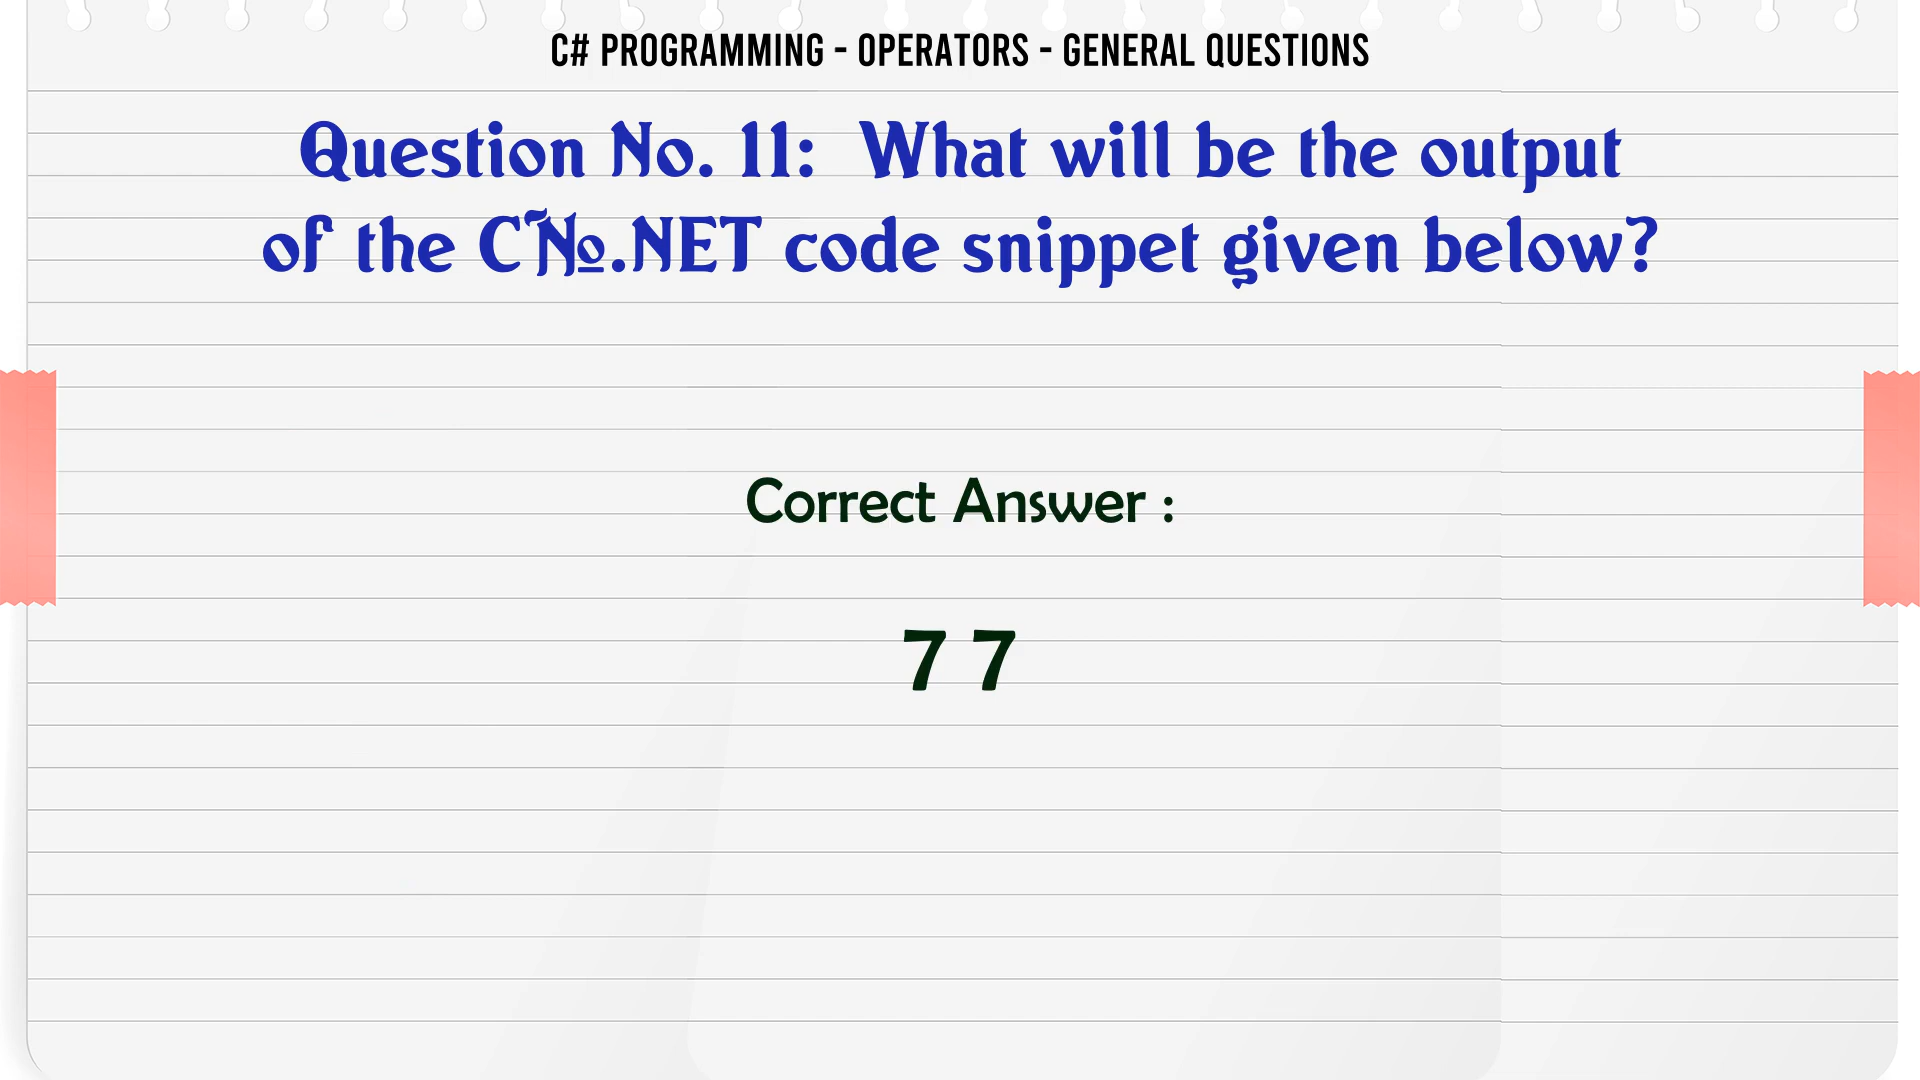 C# PROGRAMMING - OPERATORS - GENERAL QUESTIONS
Question No. 11: What will be the output
of the C№.NET code snippet given below?
Correct Answer :
7 7